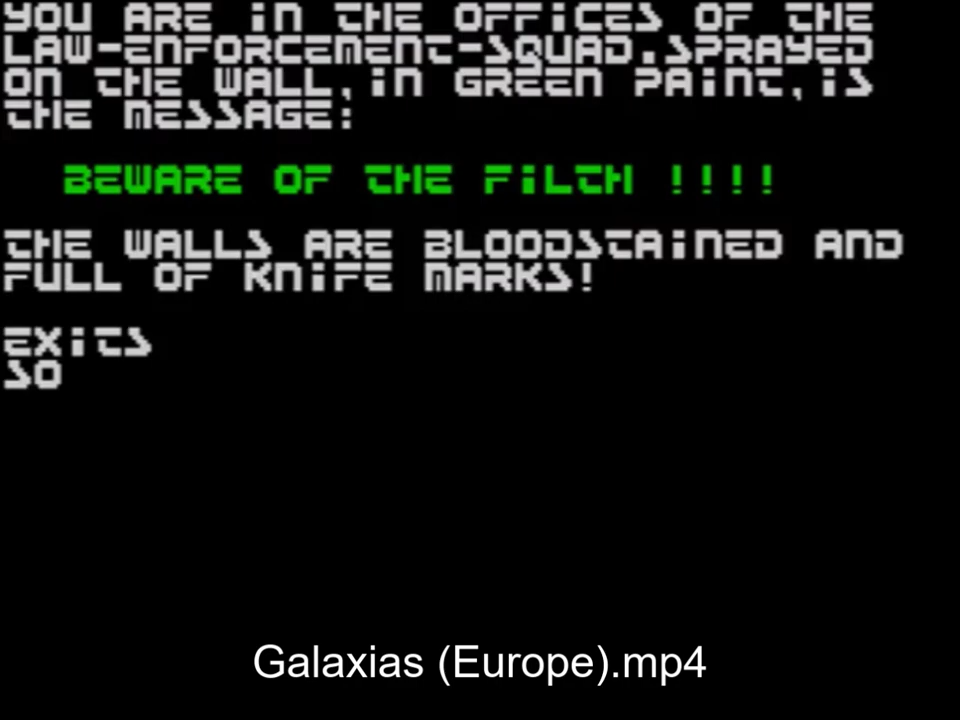 YOU ARE iN THE OFFiCES OF THE
LAW-ENFORCEMENT-SQUAD.SPRAYED
ON THE WALL,iN GREEN PAiNT,iS
THE MESSAGE:
BEWARE OF THE FiLTH !!!!
THE WALLS ARE BLOODSTAiNED AND
FULL OF KNiFE MARKS!
EXiTS
SO
Galaxias (Europe).mp4